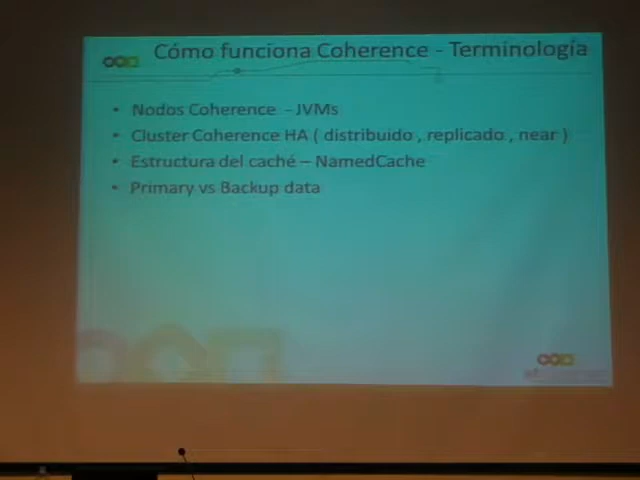 Cómo funciona Coherence - Terminología
• Nodos Coherence - JVMs
• Cluster Coherence HA ( distribuido , replicado , near )
• Estructura del caché – NamedCache
• Primary vs Backup data